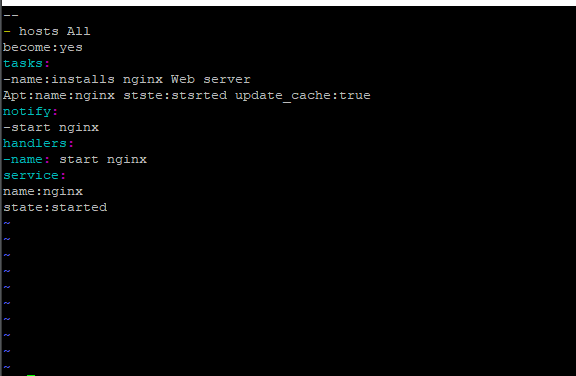 --
- hosts All
become:yes
tasks:
-name:installs nginx Web server
Apt:name:nginx stste:stsrted update_cache:true
notify:
-start nginx
handlers:
-name: start nginx
service:
name:nginx
state:started
~
~
~
~
~
~
~
~
~
~